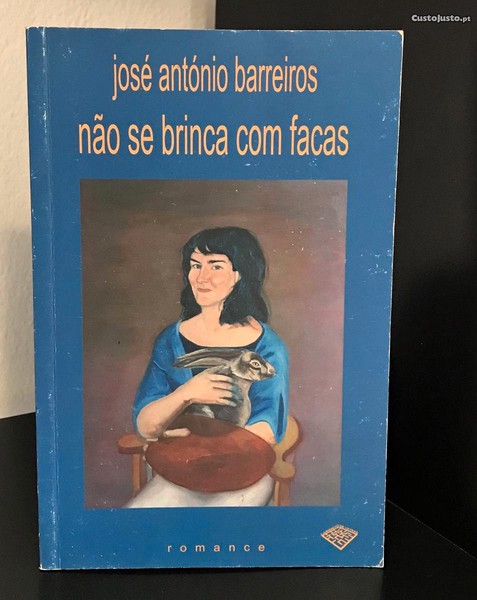 CustoJusto.pt
josé antónio barreiros
não se brinca com facas
romance